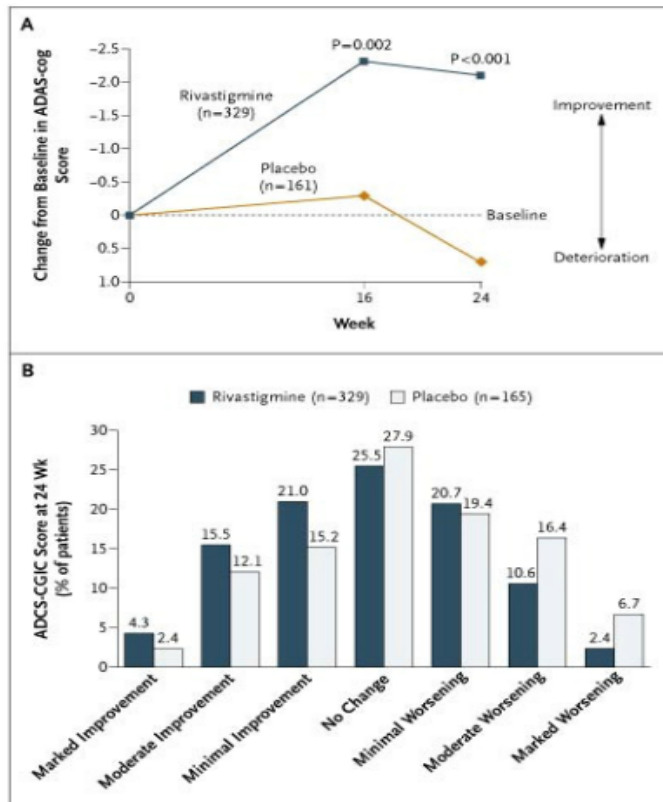 A
Change from Baseline in ADAS-cog
Score
-2.5
-2.0
-1.5
-1.0
-0.5
0
0.5
1.0
P=0.002
P<0.001
Rivastigmine
(n=329)
Placebo
(n=161)
Baseline
Improvement
Deterioration
0
16
24
Week
B
Rivastigmine (n=329)
Placebo (n=165)
ADCS-CGIC Score at 24 Wk
(% of patients)
30
25
20
15
10
5
0
4.3
2.4
15.5
12.1
21.0
15.2
25.5
27.9
20.7
19.4
10.6
16.4
2.4
6.7
Marked Improvement
Moderate Improvement
Minimal Improvement
No Change
Minimal Worsening
Moderate Worsening
Marked Worsening